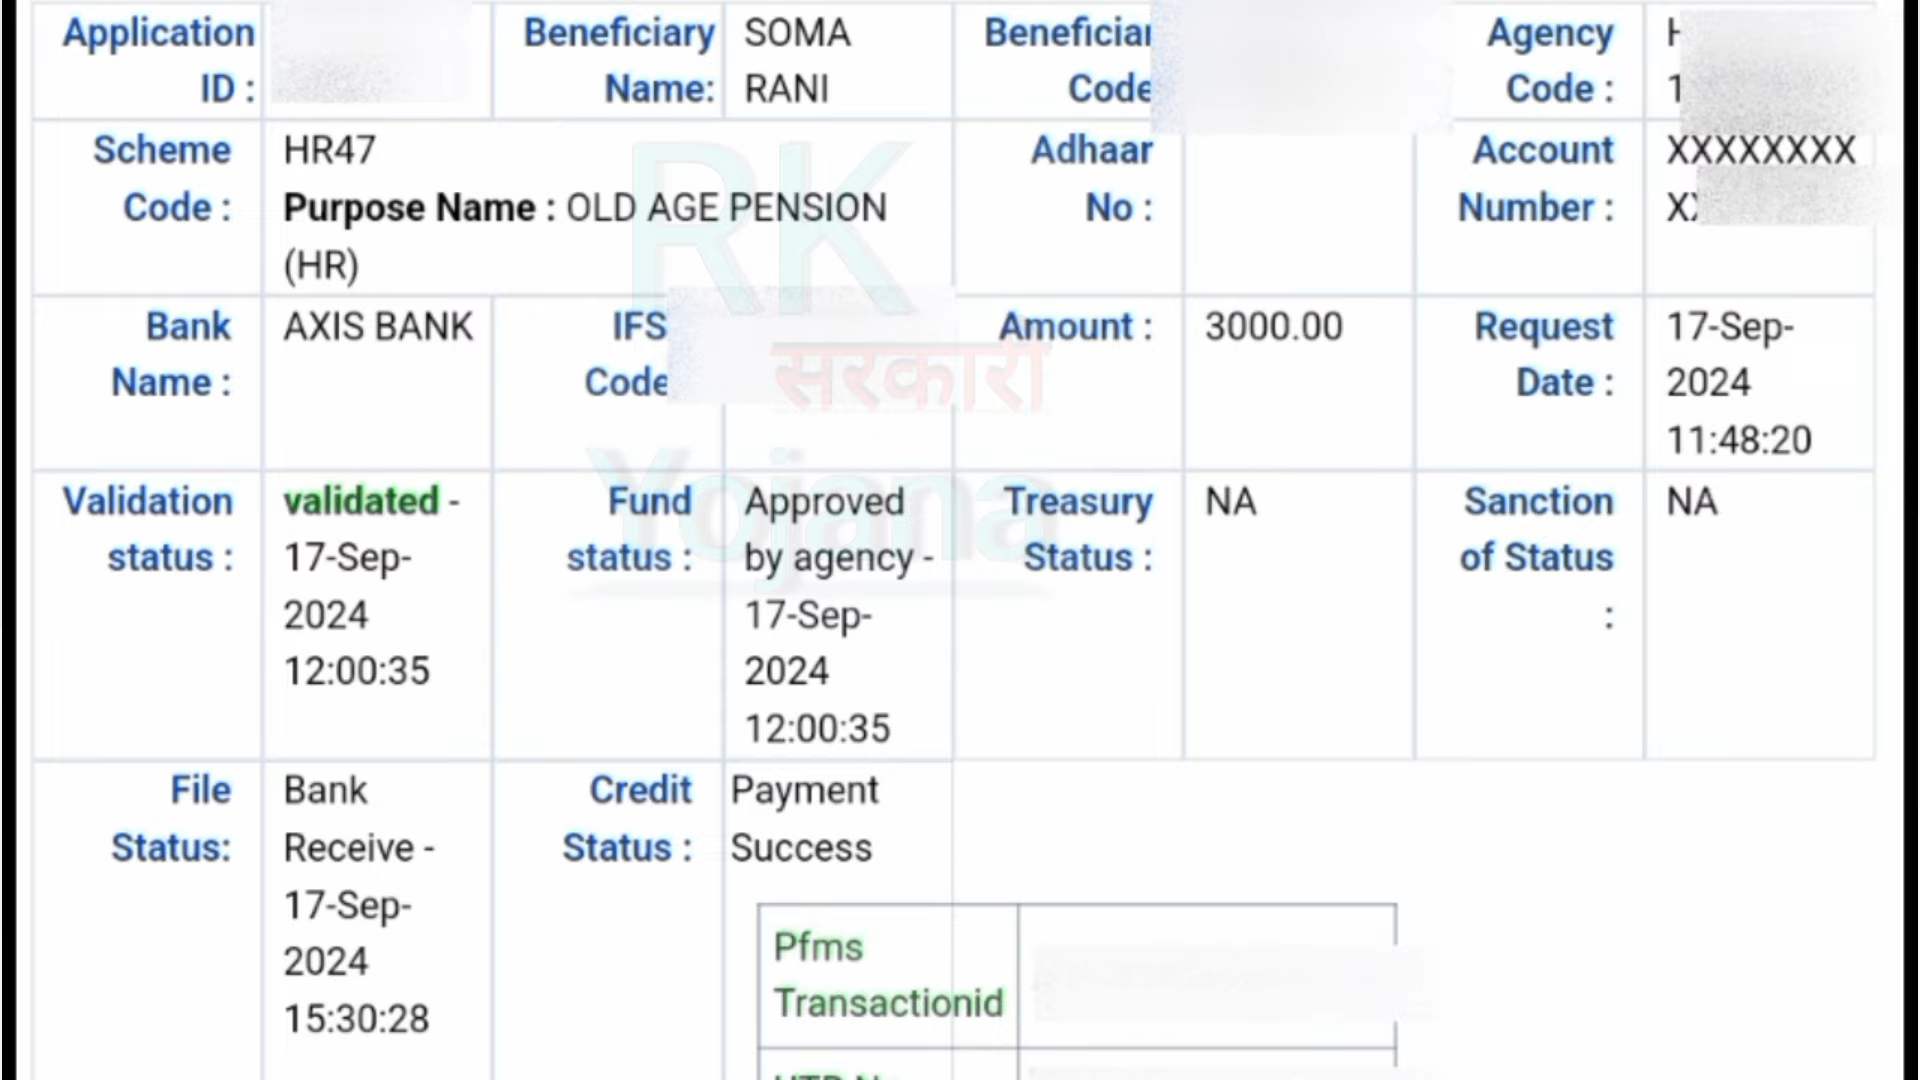 Application
ID :
Beneficiary
Name:
SOMA
RANI
Code
Agency
Code :
Scheme
Code :
HR47
Purpose Name : OLD AGE PENSION
(HR)
Adhaar
No :
Account
Number :
XXXXXXXX
Bank
Name :
AXIS BANK
Code
Amount :
3000.00
Request
Date :
17-Sep-
2024
11:48:20
Validation
status :
validated -
17-Sep-
2024
12:00:35
Fund
status :
Approved
by agency -
17-Sep-
2024
12:00:35
Treasury
Status :
NA
Sanction
of Status
:
NA
File
Status:
Bank
Receive -
17-Sep-
2024
15:30:28
Credit
Status :
Payment
Success
Pfms
Transactionid
RK
सरकारी
Yojana